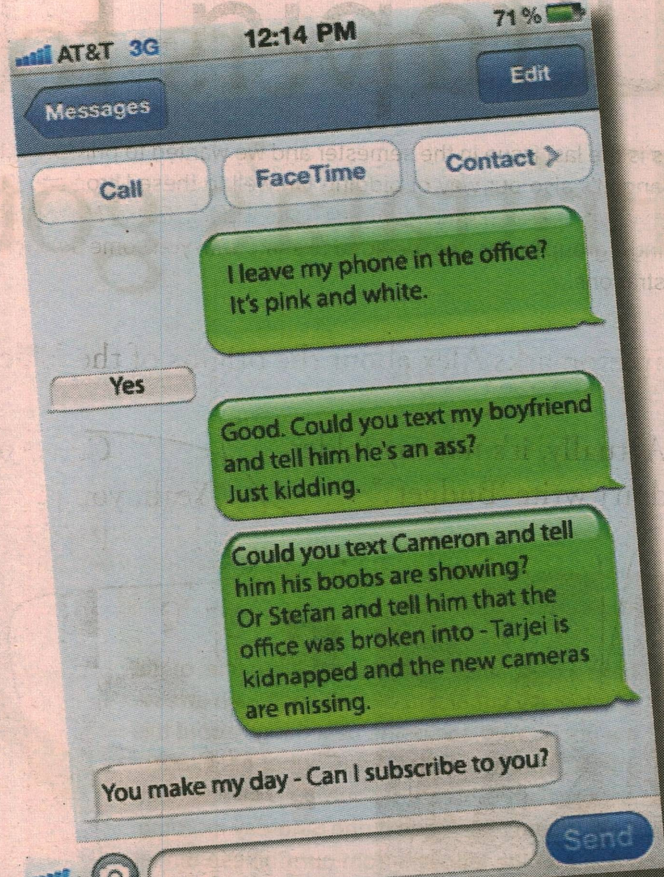 AT&T 3G 12:14 PM 71%
Messages Edit
Call FaceTime Contact >
I leave my phone in the office?
It's pink and white.
Yes
Good. Could you text my boyfriend
and tell him he's an ass?
Just kidding.
Could you text Cameron and tell
him his boobs are showing?
Or Stefan and tell him that the
office was broken into - Tarjei is
kidnapped and the new cameras
are missing.
You make my day - Can I subscribe to you?
Send